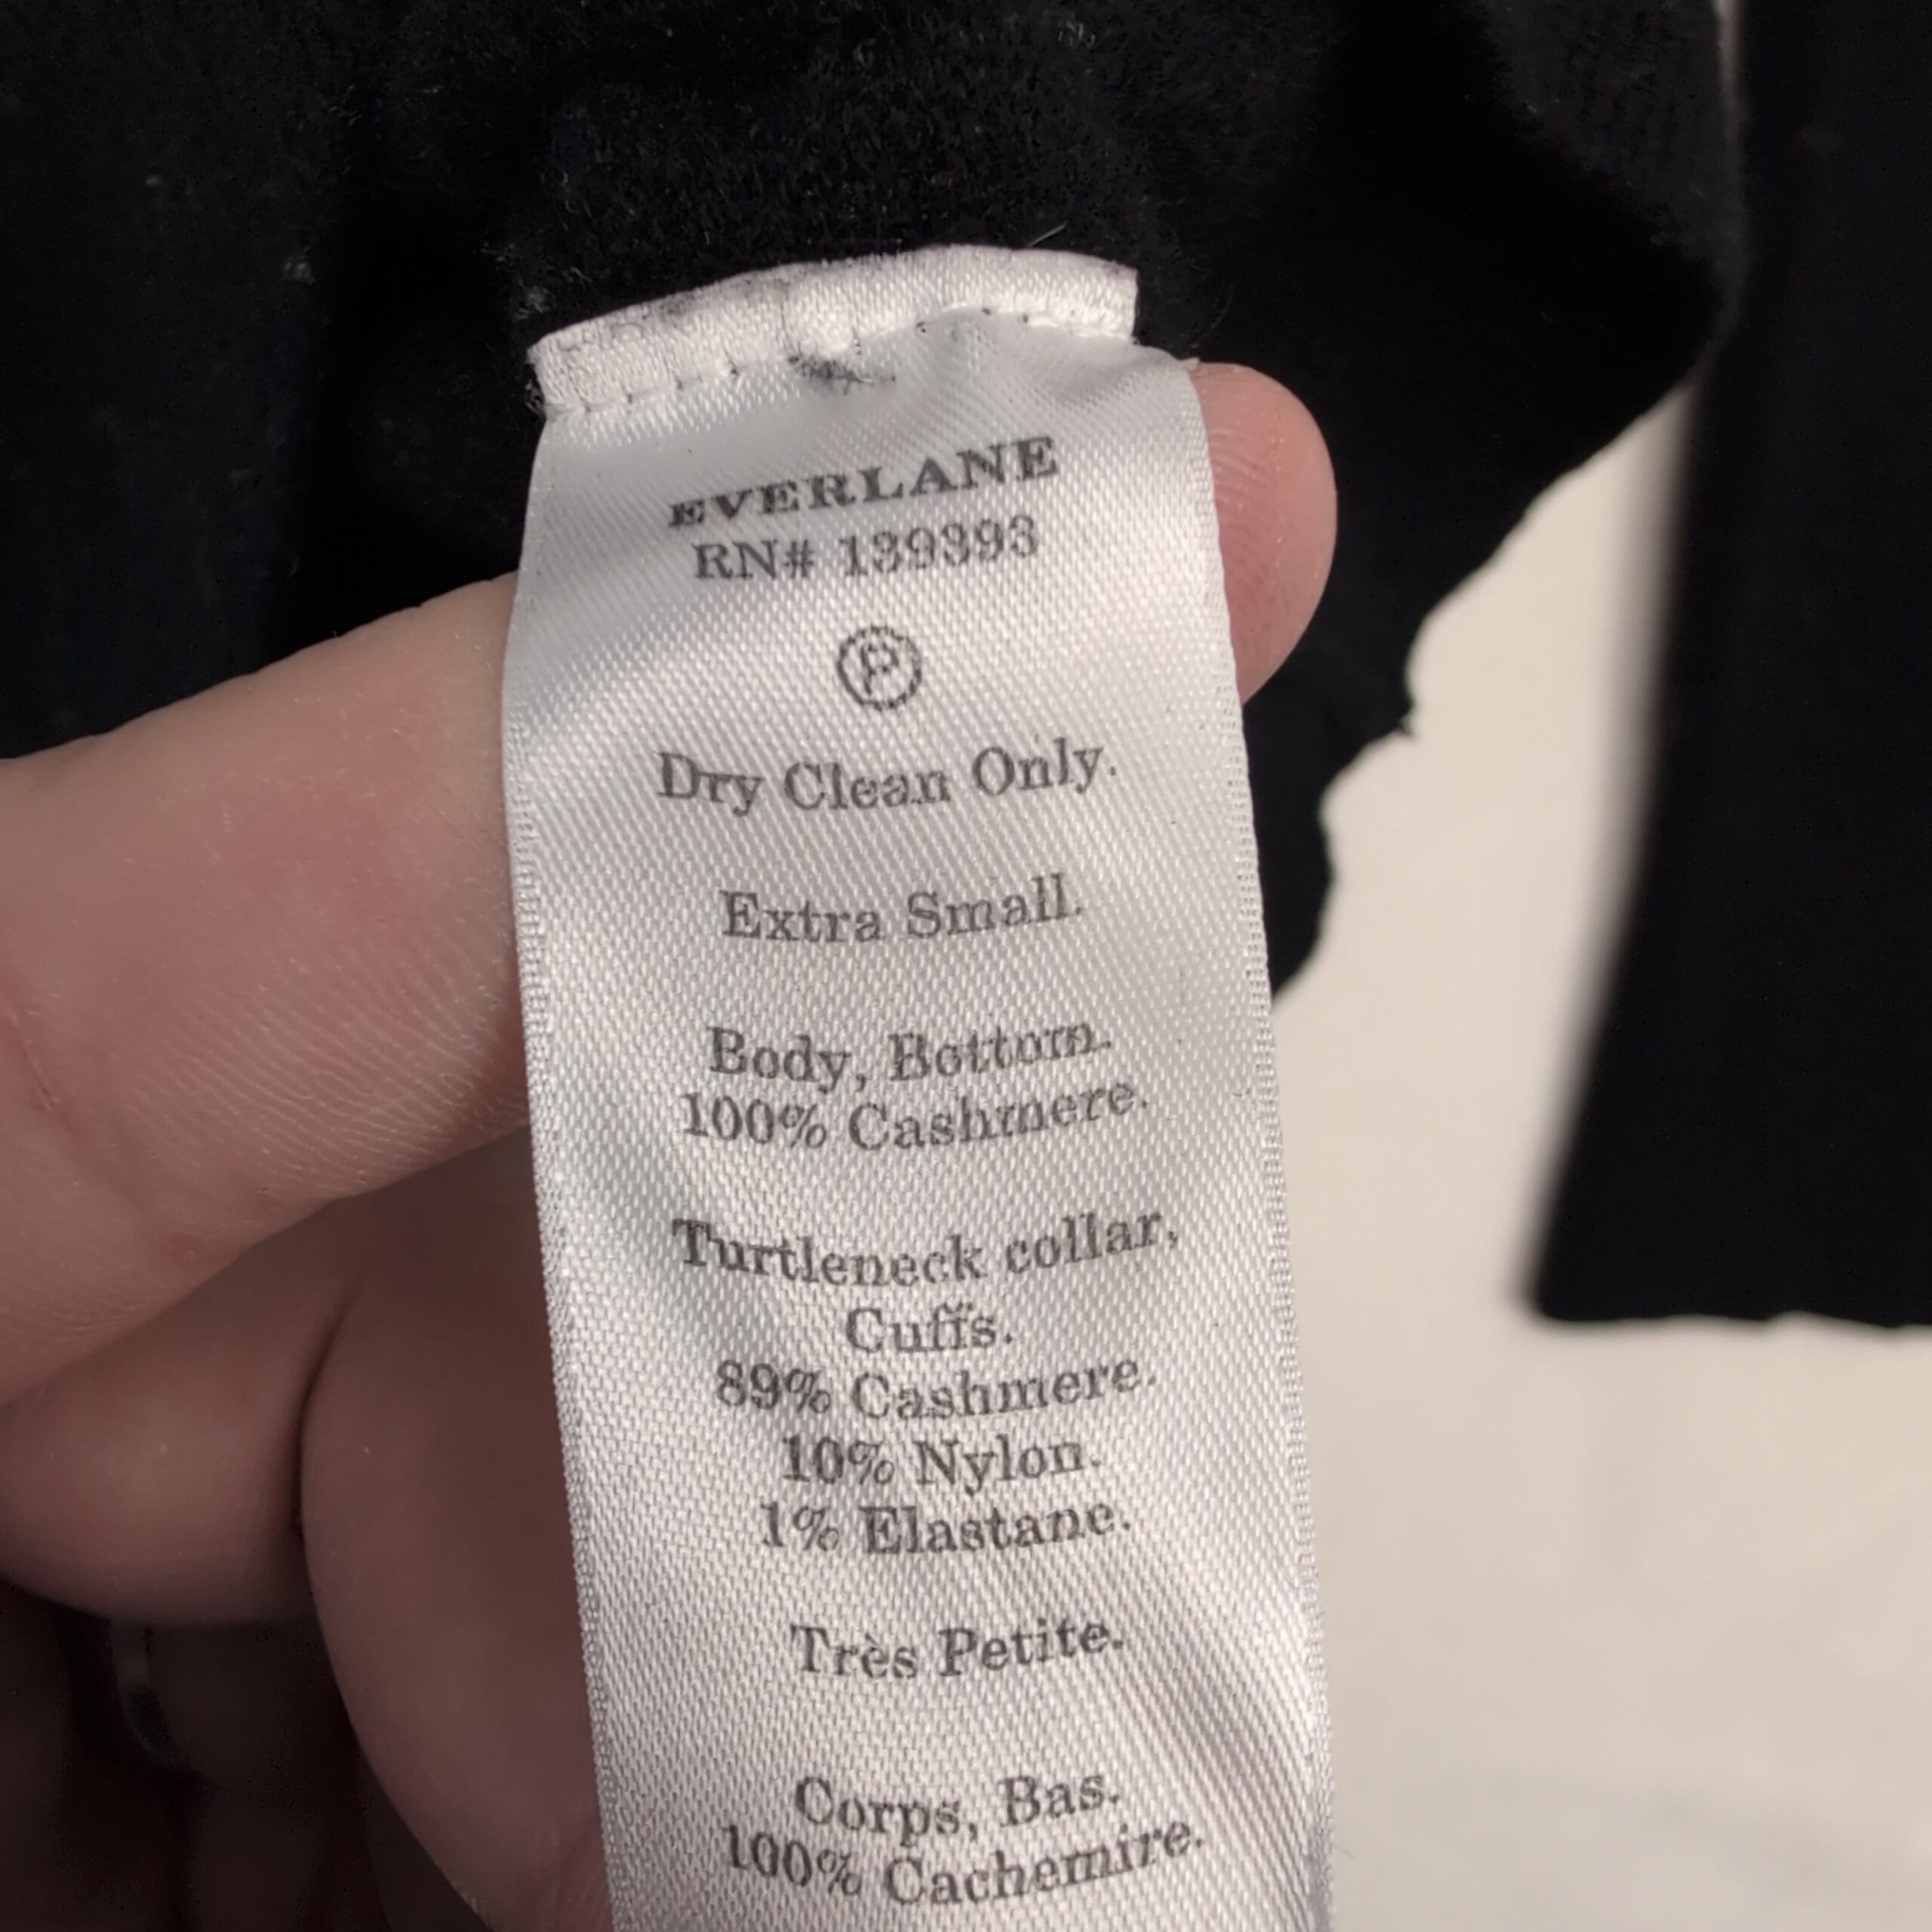 EVERLANE
RN# 139393
P
Dry Clean Only.
Extra Small.
Body, Bottom.
100% Cashmere.
Turtleneck collar,
Cuffs.
89% Cashmere.
10% Nylon.
1% Elastane.
Très Petite.
Corps, Bas.
100% Cachemire.